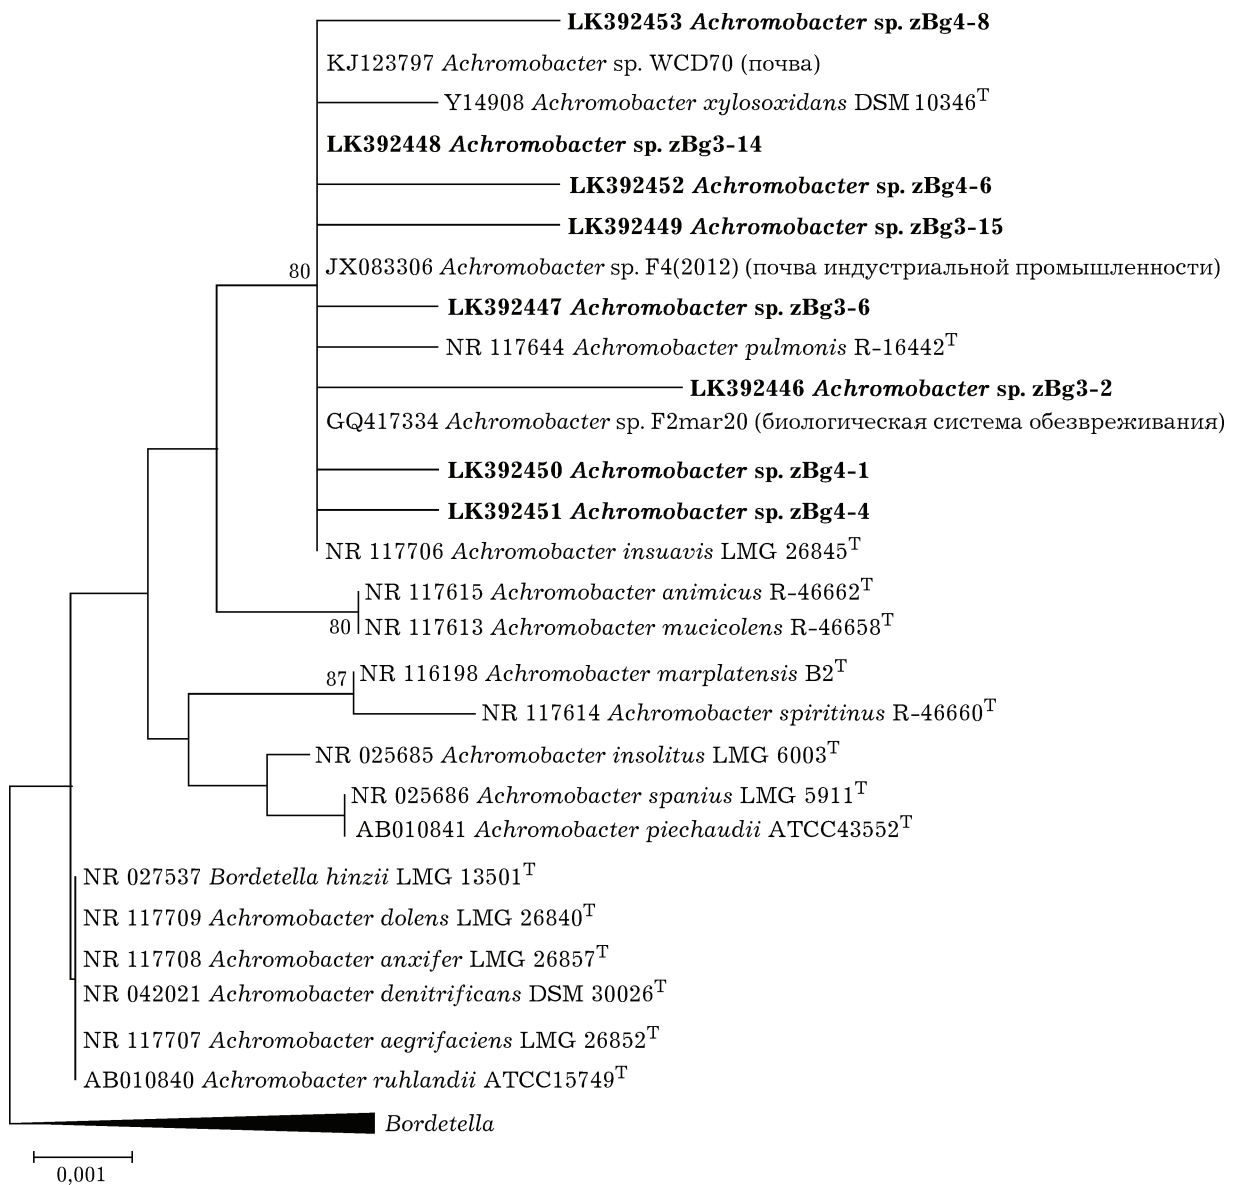 LK392453 Achromobacter sp. zBg4-8
KJ123797 Achromobacter sp. WCD70 (почва)
Y14908 Achromobacter xylosoxidans DSM 10346T
LK392448 Achromobacter sp. zBg3-14
LK392452 Achromobacter sp. zBg4-6
LK392449 Achromobacter sp. zBg3-15
80 JX083306 Achromobacter sp. F4(2012) (почва индустриальной промышленности)
LK392447 Achromobacter sp. zBg3-6
NR 117644 Achromobacter pulmonis R-16442T
LK392446 Achromobacter sp. zBg3-2
GQ417334 Achromobacter sp. F2mar20 (биологическая система обезвреживания)
LK392450 Achromobacter sp. zBg4-1
LK392451 Achromobacter sp. zBg4-4
NR 117706 Achromobacter insuavis LMG 26845T
NR 117615 Achromobacter animicus R-46662T
80 NR 117613 Achromobacter mucicolens R-46658T
87 NR 116198 Achromobacter marplatensis B2T
NR 117614 Achromobacter spiritinus R-46660T
NR 025685 Achromobacter insolitus LMG 6003T
NR 025686 Achromobacter spanius LMG 5911T
AB010841 Achromobacter piechaudii ATCC43552T
NR 027537 Bordetella hinzii LMG 13501T
NR 117709 Achromobacter dolens LMG 26840T
NR 117708 Achromobacter anxifer LMG 26857T
NR 042021 Achromobacter denitrificans DSM 30026T
NR 117707 Achromobacter aegrifaciens LMG 26852T
AB010840 Achromobacter ruhlandii ATCC15749T
Bordetella
0,001